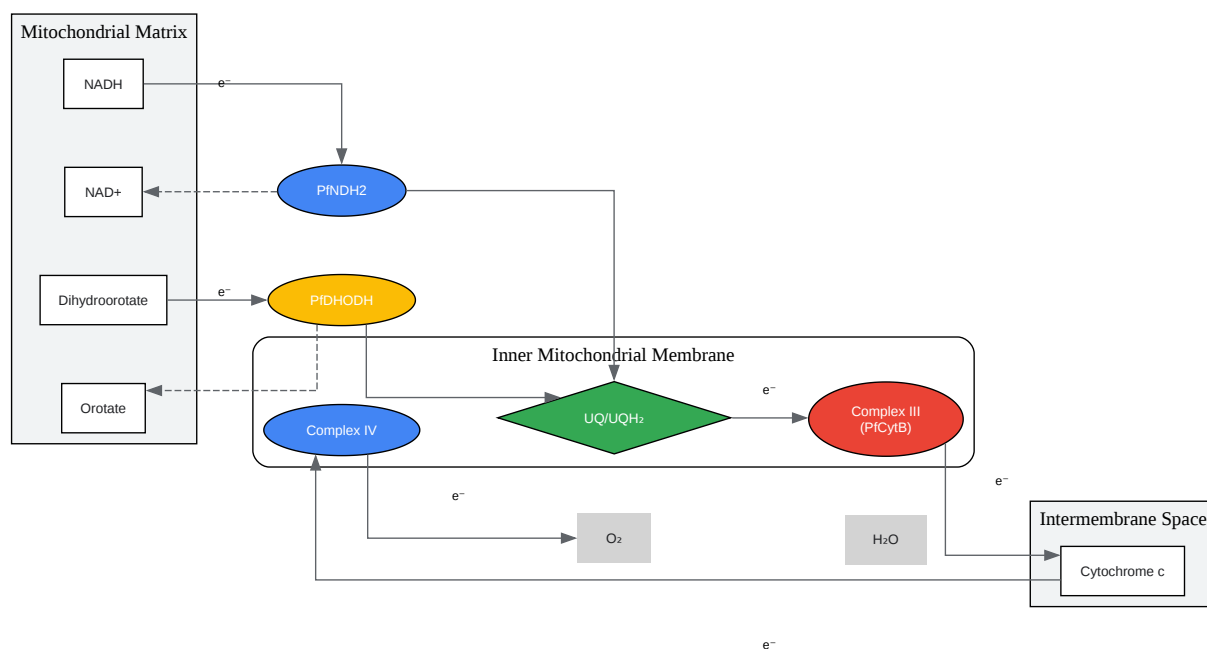 Mitochondrial Matrix
NADH
e⁻
NAD+
PfNDH2
Dihydroorotate
e⁻
PfDHODH
Inner Mitochondrial Membrane
Orotate
Complex IV
UQ/UQH₂
e⁻
Complex III
(PfCytB)
e⁻
e⁻
O₂
H₂O
Intermembrane Space
Cytochrome c
e⁻